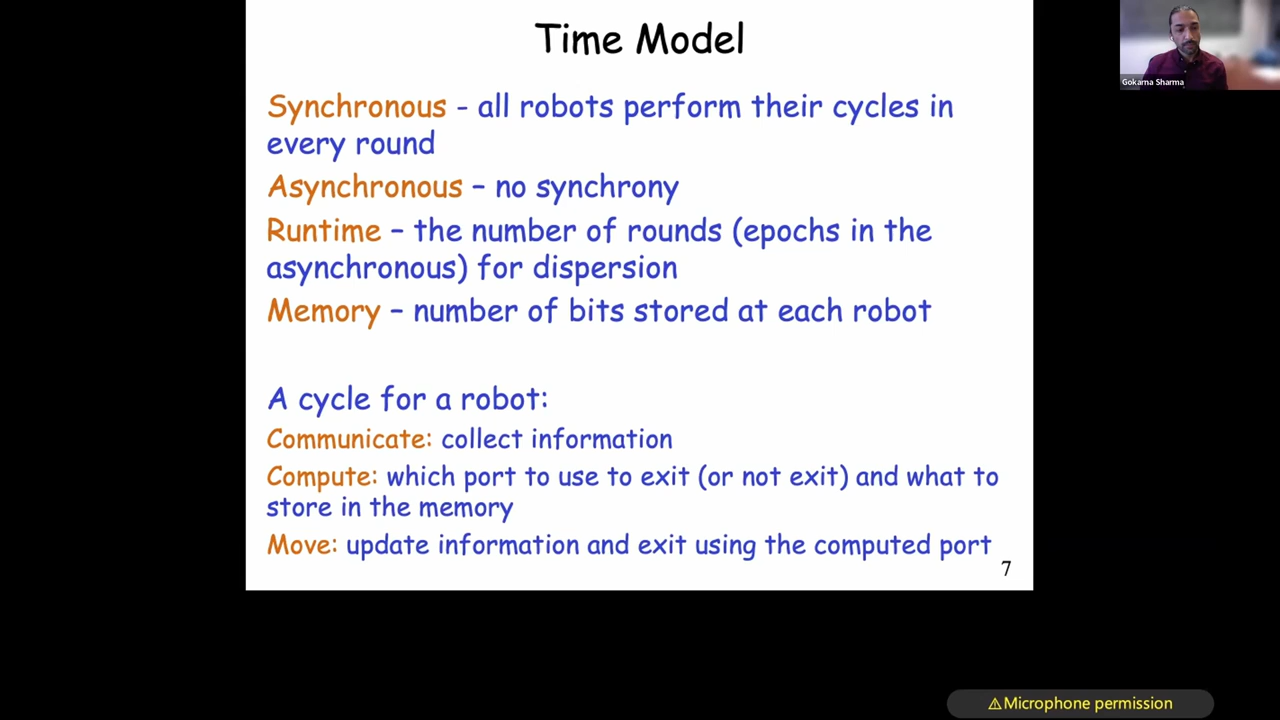 Time Model
Synchronous - all robots perform their cycles in
every round
Asynchronous – no synchrony
Runtime – the number of rounds (epochs in the
asynchronous) for dispersion
Memory – number of bits stored at each robot
A cycle for a robot:
Communicate: collect information
Compute: which port to use to exit (or not exit) and what to
store in the memory
Move: update information and exit using the computed port
7
Gokarna Sharma
⚠Microphone permission